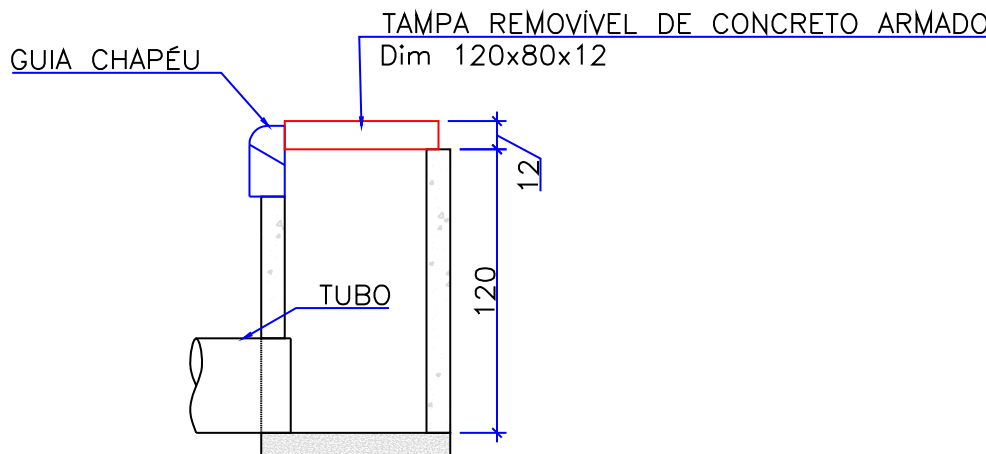 TAMPA REMOVÍVEL DE CONCRETO ARMADO
Dim 120x80x12
GUIA CHAPÉU
12
120
TUBO